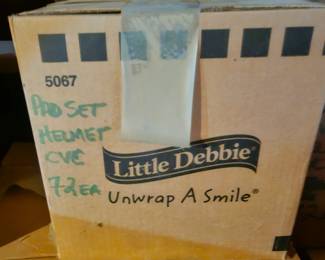 5067
PAD SET
HELMET
CVC
72 EA
Little Debbie®
Unwrap A Smile®